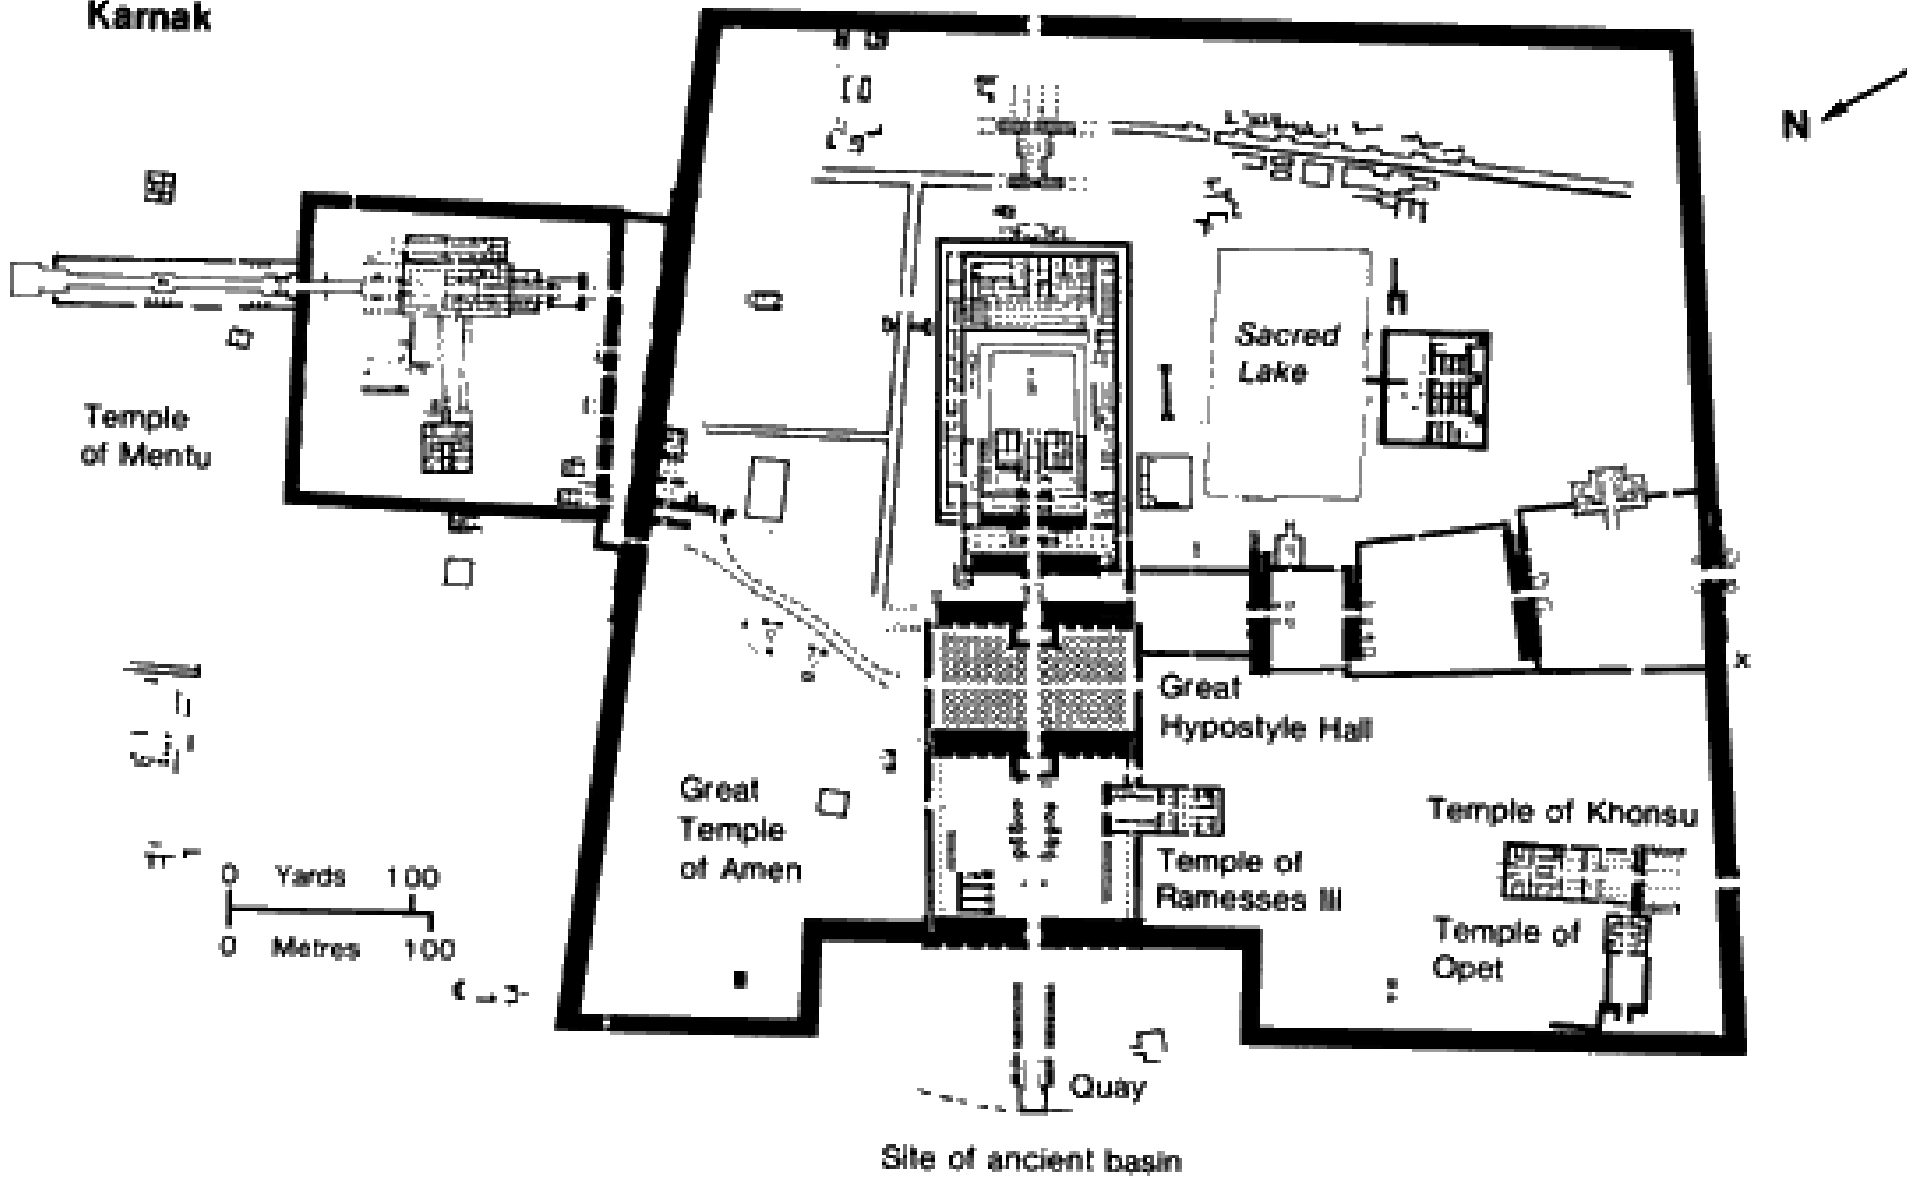 Karnak
N
Sacred
Lake
Temple
of Mentu
Great
Hypostyle Hall
Great
Temple
of Amen
Temple of Khonsu
Temple of
Ramesses III
Temple of
Opet
0 Yards 100
0 Metres 100
Quay
Site of ancient basin
x